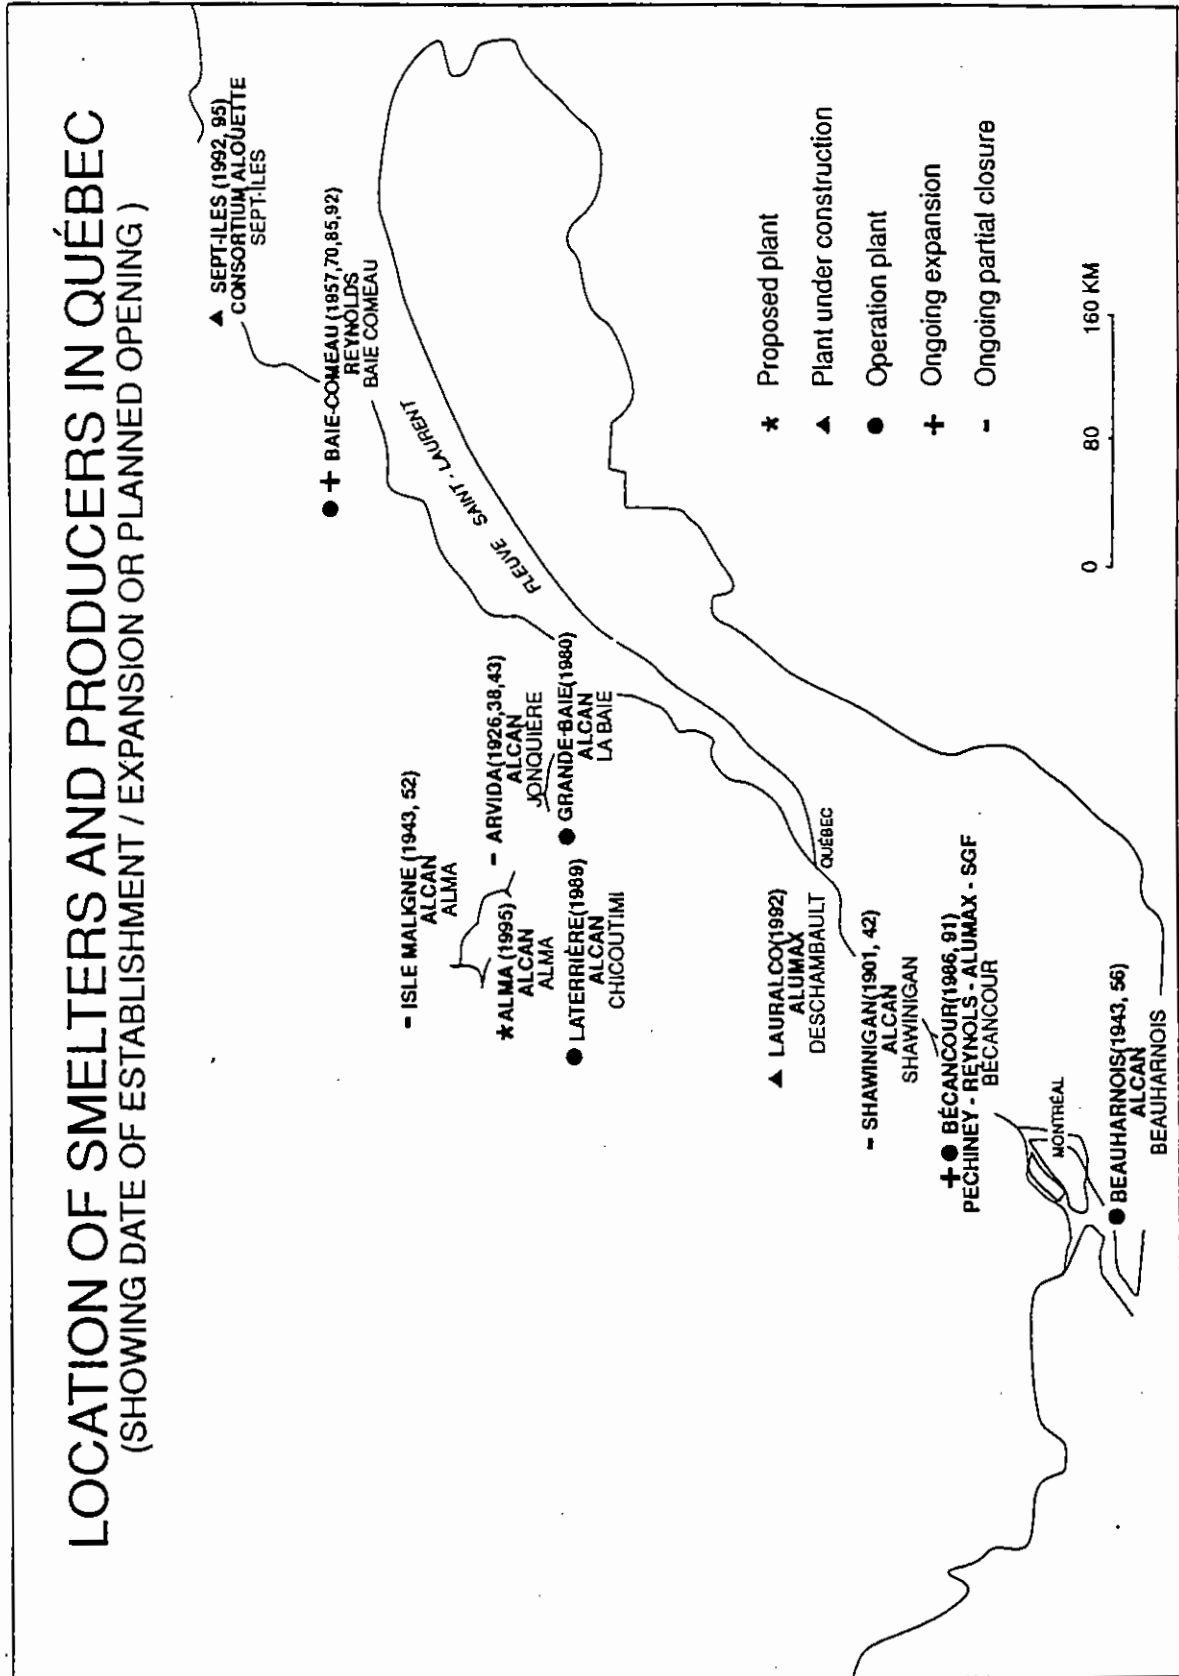 LOCATION OF SMELTERS AND PRODUCERS IN QUÉBEC
(SHOWING DATE OF ESTABLISHMENT / EXPANSION OR PLANNED OPENING)
▲ SEPT-ILES (1992, 95)
CONSORTIUM ALOUETTE
SEPT-ILES
● + BAIE-COMEAU (1957,70,85,92)
REYNOLDS
BAIE COMEAU
FLEUVE SAINT-LAURENT
- ISLE MALIGNE (1943, 52)
ALCAN
ALMA
- ARVIDA(1926,38,43)
ALCAN
JONQUIÈRE
*ALMA (1995)
ALCAN
ALMA
● GRANDE-BAIE(1980)
ALCAN
LA BAIE
● LATERRIÈRE(1989)
ALCAN
CHICOUTIMI
▲ LAURALCO(1992)
ALUMAX
DESCHAMBAULT
QUÉBEC
- SHAWINIGAN(1901, 42)
ALCAN
SHAWINIGAN
+ ● BÉCANCOUR(1986, 91)
PECHINEY - REYNOLS - ALUMAX - SGF
BÉCANCOUR
MONTRÉAL
● BEAUHARNOIS(1943, 56)
ALCAN
BEAUHARNOIS
* Proposed plant
▲ Plant under construction
● Operation plant
+ Ongoing expansion
- Ongoing partial closure
0 80 160 KM